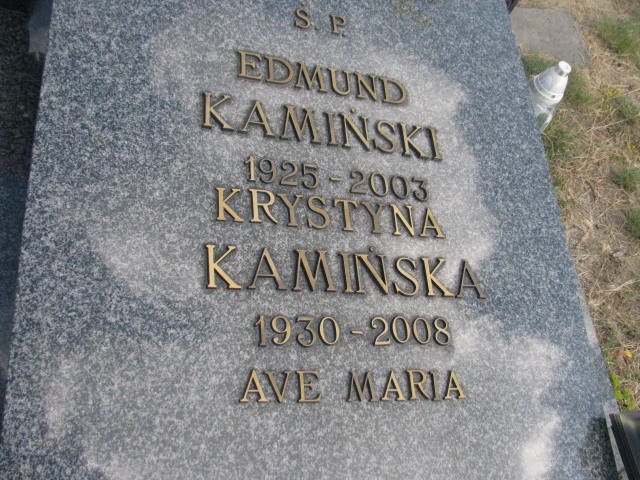 Ś. P.
EDMUND
KAMIŃSKI
1925 - 2003
KRYSTYNA
KAMIŃSKA
1930 - 2008
AVE MARIA